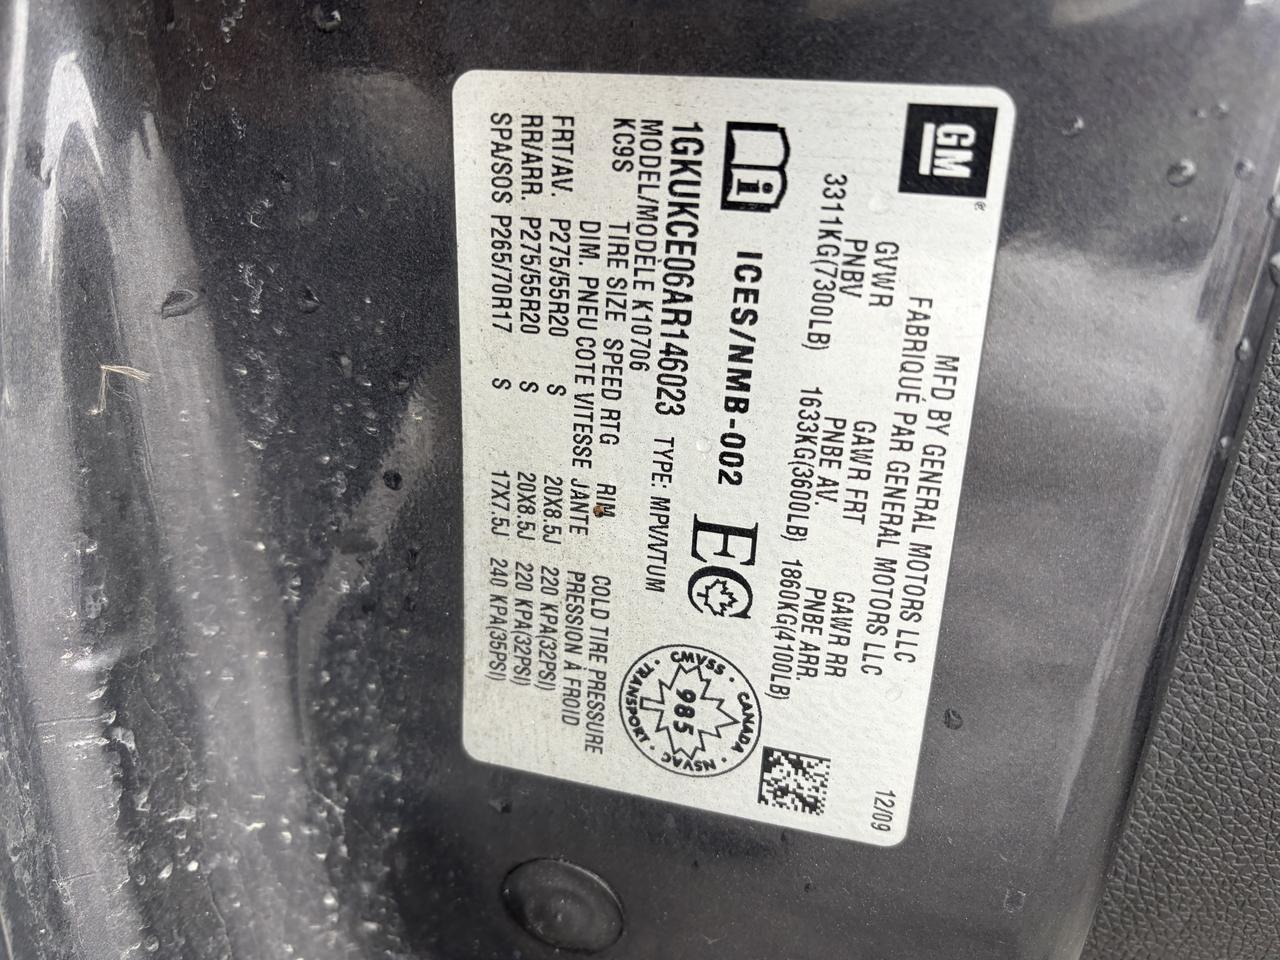 GM®
MFD BY GENERAL MOTORS LLC
FABRIQUÉ PAR GENERAL MOTORS LLC
12/09
GVWR GAWR FRT GAWR RR
PNBV PNBE AV. PNBE ARR.
3311KG(7300LB) 1633KG(3600LB) 1860KG(4100LB)
i ICES/NMB-002 EC
CANADA · NSVAC · TRANSPORT · CMVSS ·
985
1GKUKCE06AR146023 TYPE: MPV/VTUM
MODEL/MODÈLE K10706
KC9S TIRE SIZE SPEED RTG RIM COLD TIRE PRESSURE
DIM. PNEU COTE VITESSE JANTE PRESSION À FROID
FRT/AV. P275/55R20 S 20X8.5J 220 KPA(32PSI)
RR/ARR. P275/55R20 S 20X8.5J 220 KPA(32PSI)
SPA/SOS P265/70R17 S 17X7.5J 240 KPA(35PSI)